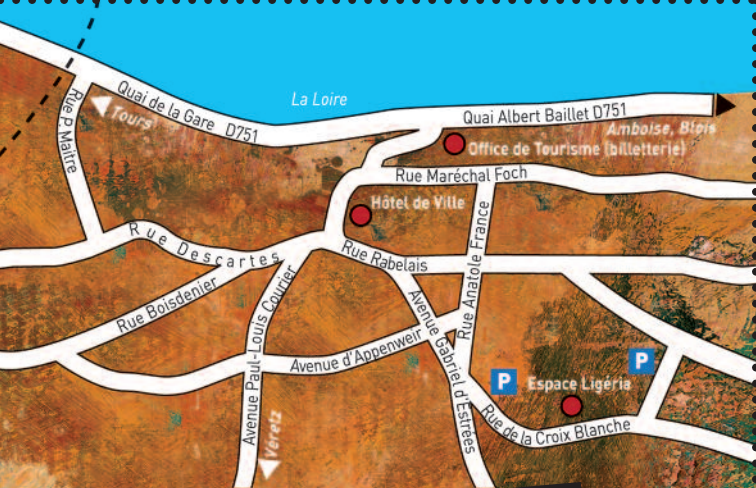 La Loire
Quai de la Gare D751
Tours
Rue P. Maitre
Quai Albert Baillet D751
Amboise, Blois
Office de Tourisme (billetterie)
Rue Maréchal Foch
Hôtel de Ville
Rue Descartes
Rue Rabelais
Rue Anatole France
Rue Boisdenier
Avenue Paul-Louis Courier
Avenue d'Appenweir
Avenue Gabriel d'Estrées
P
P
Espace Ligéria
Rue de la Croix Blanche
Véretz